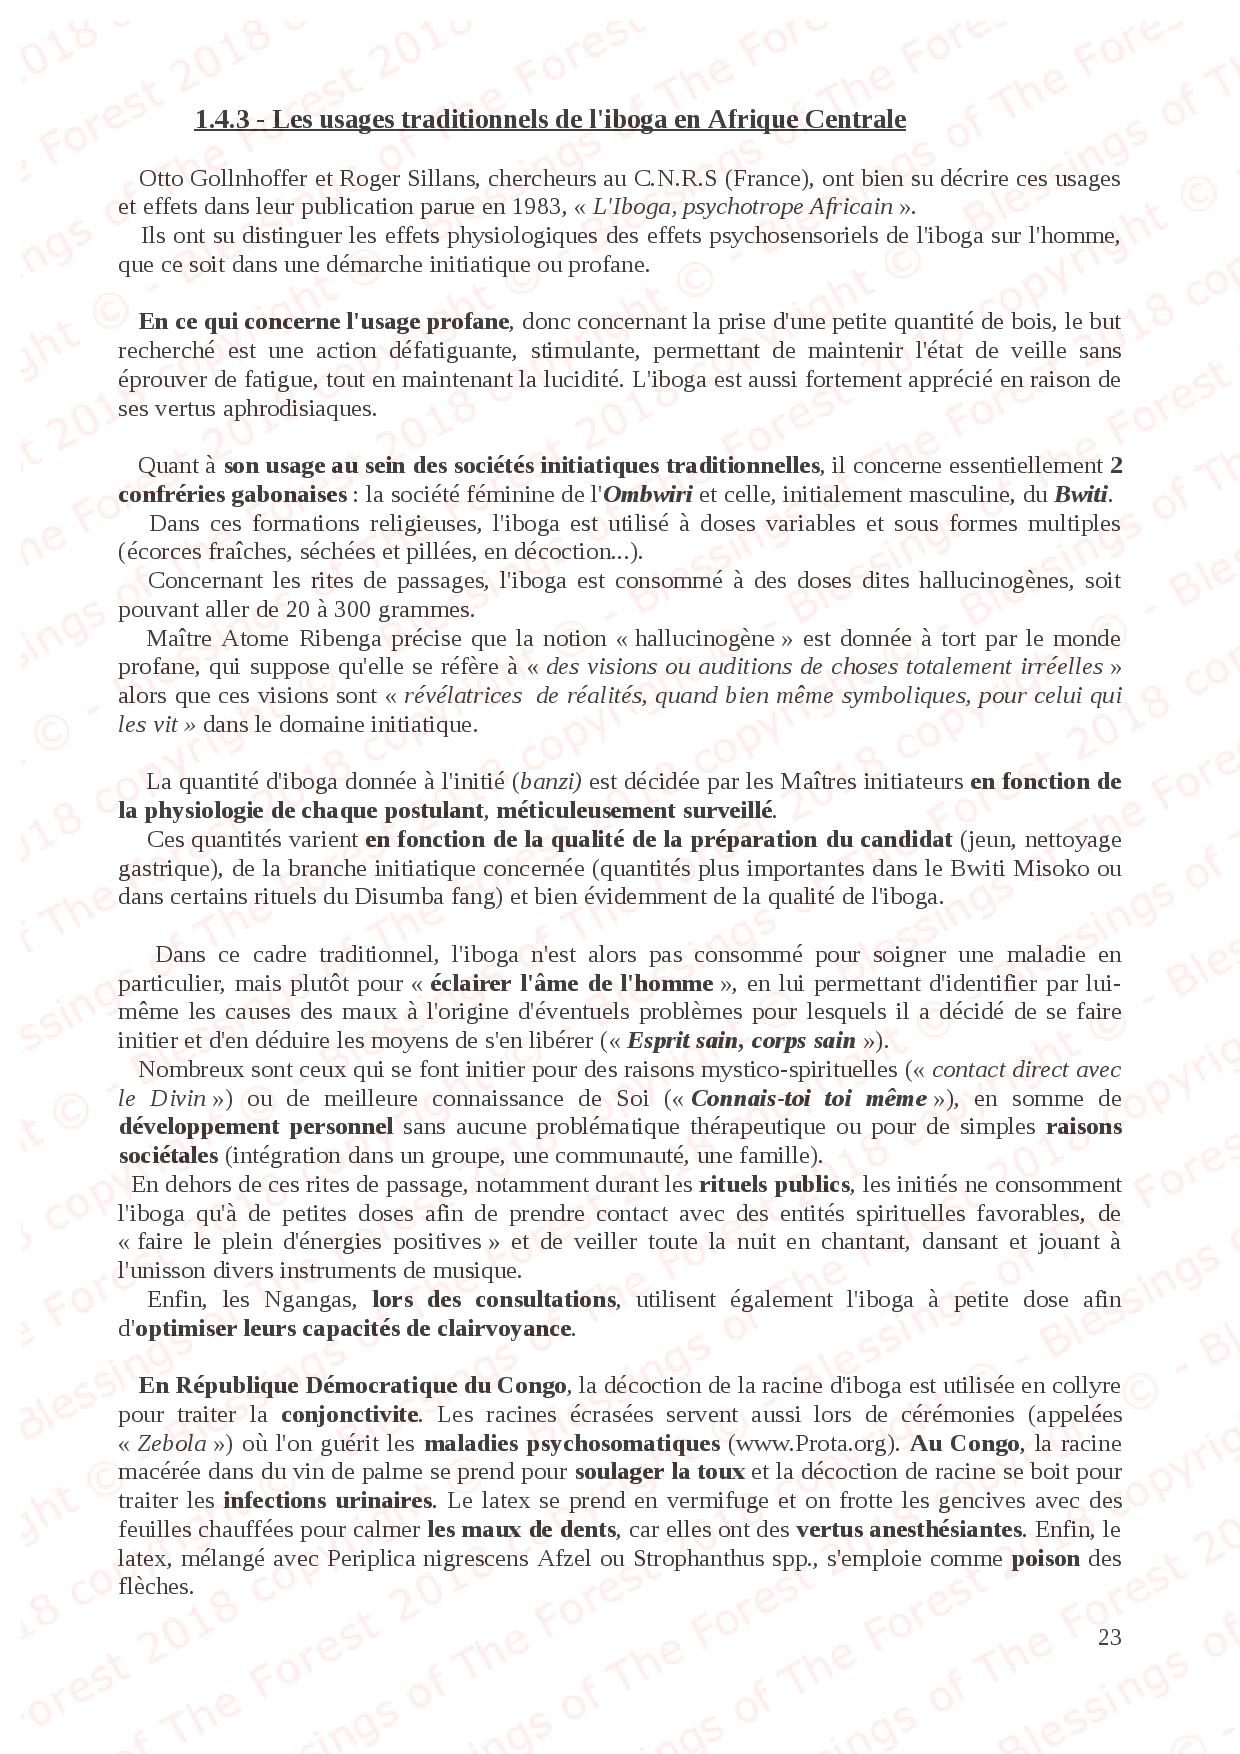 1.4.3 - Les usages traditionnels de l'iboga en Afrique Centrale
Otto Gollnhoffer et Roger Sillans, chercheurs au C.N.R.S (France), ont bien su décrire ces usages
et effets dans leur publication parue en 1983, « L'Iboga, psychotrope Africain ».
Ils ont su distinguer les effets physiologiques des effets psychosensoriels de l'iboga sur l'homme,
que ce soit dans une démarche initiatique ou profane.
En ce qui concerne l'usage profane, donc concernant la prise d'une petite quantité de bois, le but
recherché est une action défatiguante, stimulante, permettant de maintenir l'état de veille sans
éprouver de fatigue, tout en maintenant la lucidité. L'iboga est aussi fortement apprécié en raison de
ses vertus aphrodisiaques.
Quant à son usage au sein des sociétés initiatiques traditionnelles, il concerne essentiellement 2
confréries gabonaises : la société féminine de l'Ombwiri et celle, initialement masculine, du Bwiti.
Dans ces formations religieuses, l'iboga est utilisé à doses variables et sous formes multiples
(écorces fraîches, séchées et pillées, en décoction...).
Concernant les rites de passages, l'iboga est consommé à des doses dites hallucinogènes, soit
pouvant aller de 20 à 300 grammes.
Maître Atome Ribenga précise que la notion « hallucinogène » est donnée à tort par le monde
profane, qui suppose qu'elle se réfère à « des visions ou auditions de choses totalement irréelles »
alors que ces visions sont « révélatrices de réalités, quand bien même symboliques, pour celui qui
les vit » dans le domaine initiatique.
La quantité d'iboga donnée à l'initié (banzi) est décidée par les Maîtres initiateurs en fonction de
la physiologie de chaque postulant, méticuleusement surveillé.
Ces quantités varient en fonction de la qualité de la préparation du candidat (jeun, nettoyage
gastrique), de la branche initiatique concernée (quantités plus importantes dans le Bwiti Misoko ou
dans certains rituels du Disumba fang) et bien évidemment de la qualité de l'iboga.
Dans ce cadre traditionnel, l'iboga n'est alors pas consommé pour soigner une maladie en
particulier, mais plutôt pour « éclairer l'âme de l'homme », en lui permettant d'identifier par lui-
même les causes des maux à l'origine d'éventuels problèmes pour lesquels il a décidé de se faire
initier et d'en déduire les moyens de s'en libérer (« Esprit sain, corps sain »).
Nombreux sont ceux qui se font initier pour des raisons mystico-spirituelles (« contact direct avec
le Divin ») ou de meilleure connaissance de Soi (« Connais-toi toi même »), en somme de
développement personnel sans aucune problématique thérapeutique ou pour de simples raisons
sociétales (intégration dans un groupe, une communauté, une famille).
En dehors de ces rites de passage, notamment durant les rituels publics, les initiés ne consomment
l'iboga qu'à de petites doses afin de prendre contact avec des entités spirituelles favorables, de
« faire le plein d'énergies positives » et de veiller toute la nuit en chantant, dansant et jouant à
l'unisson divers instruments de musique.
Enfin, les Ngangas, lors des consultations, utilisent également l'iboga à petite dose afin
d'optimiser leurs capacités de clairvoyance.
En République Démocratique du Congo, la décoction de la racine d'iboga est utilisée en collyre
pour traiter la conjonctivite. Les racines écrasées servent aussi lors de cérémonies (appelées
« Zebola ») où l'on guérit les maladies psychosomatiques (www.Prota.org). Au Congo, la racine
macérée dans du vin de palme se prend pour soulager la toux et la décoction de racine se boit pour
traiter les infections urinaires. Le latex se prend en vermifuge et on frotte les gencives avec des
feuilles chauffées pour calmer les maux de dents, car elles ont des vertus anesthésiantes. Enfin, le
latex, mélangé avec Periplica nigrescens Afzel ou Strophanthus spp., s'emploie comme poison des
flèches.
23
copyright © - Blessings of The Forest 2018